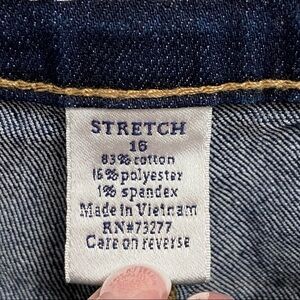 STRETCH
16
83% cotton
16% polyester
1% spandex
Made in Vietnam
RN#73277
Care on reverse